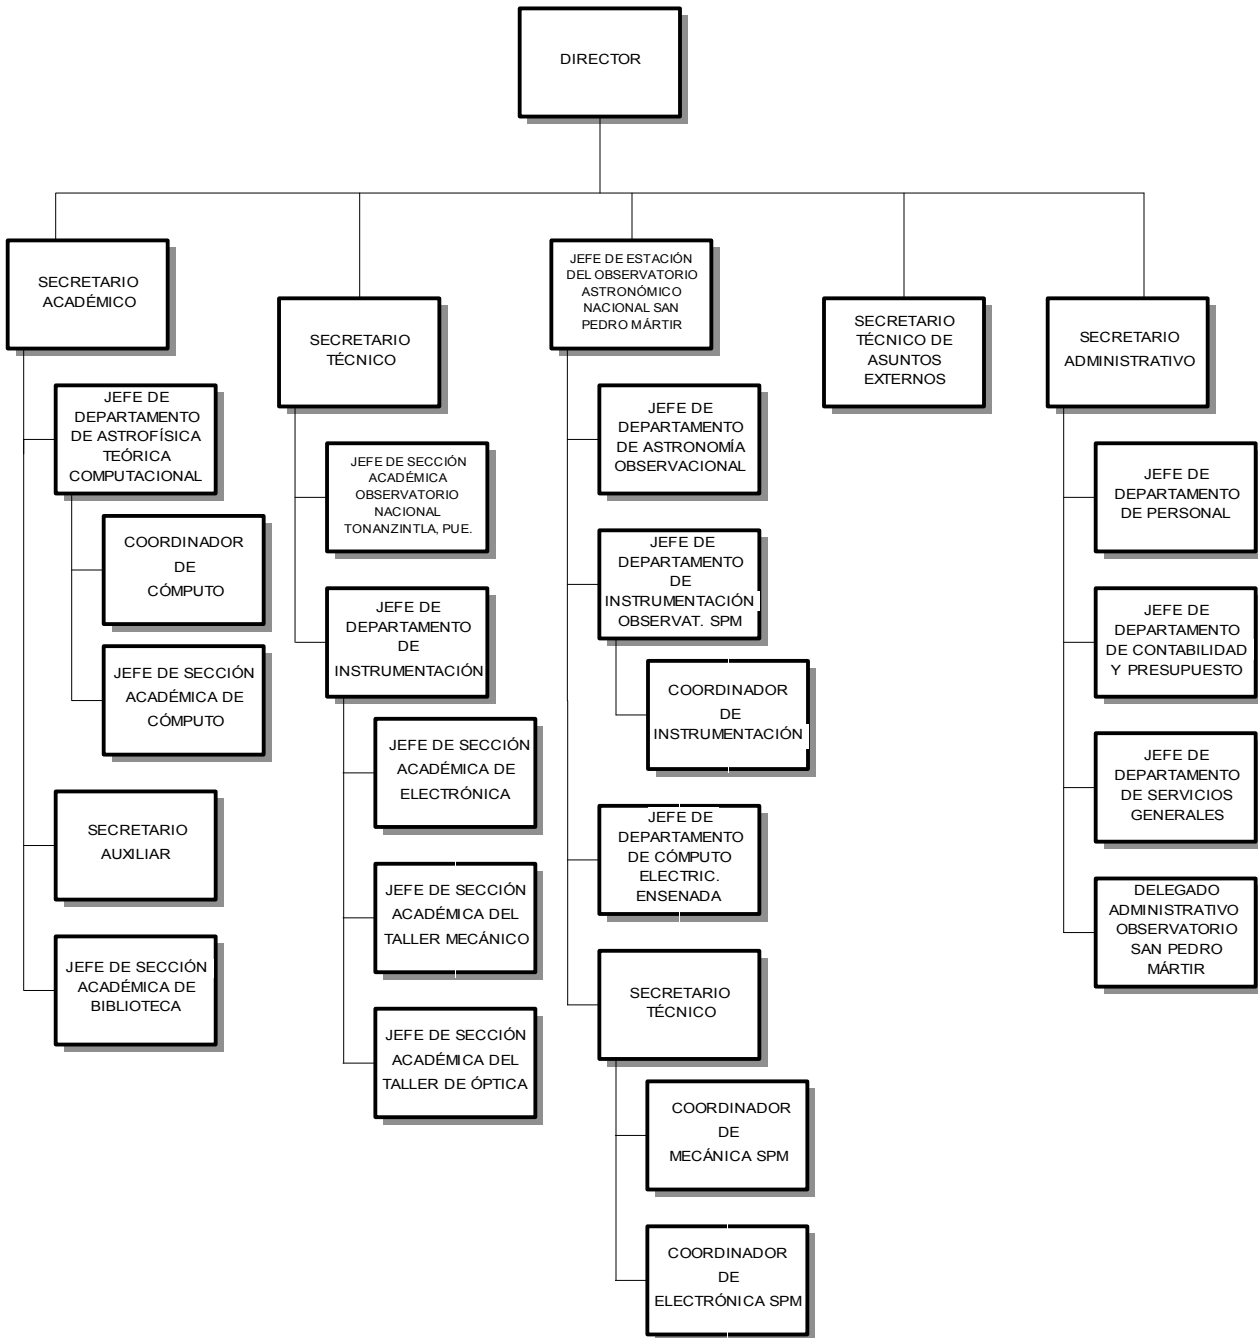 DIRECTOR
SECRETARIO
ACADÉMICO
JEFE DE
DEPARTAMENTO
DE ASTROFÍSICA
TEÓRICA
COMPUTACIONAL
COORDINADOR
DE
CÓMPUTO
JEFE DE SECCIÓN
ACADÉMICA DE
CÓMPUTO
SECRETARIO
AUXILIAR
JEFE DE SECCIÓN
ACADÉMICA DE
BIBLIOTECA
SECRETARIO
TÉCNICO
JEFE DE SECCIÓN
ACADÉMICA
OBSERVATORIO
NACIONAL
TONANZINTLA, PUE.
JEFE DE
DEPARTAMENTO
DE
INSTRUMENTACIÓN
JEFE DE SECCIÓN
ACADÉMICA DE
ELECTRÓNICA
JEFE DE SECCIÓN
ACADÉMICA DEL
TALLER MECÁNICO
JEFE DE SECCIÓN
ACADÉMICA DEL
TALLER DE ÓPTICA
JEFE DE ESTACIÓN
DEL OBSERVATORIO
ASTRONÓMICO
NACIONAL SAN
PEDRO MÁRTIR
JEFE DE
DEPARTAMENTO
DE ASTRONOMÍA
OBSERVACIONAL
JEFE DE
DEPARTAMENTO
DE
INSTRUMENTACIÓN
OBSERVAT. SPM
COORDINADOR
DE
INSTRUMENTACIÓN
JEFE DE
DEPARTAMENTO
DE CÓMPUTO
ELECTRIC.
ENSENADA
SECRETARIO
TÉCNICO
COORDINADOR
DE
MECÁNICA SPM
COORDINADOR
DE
ELECTRÓNICA SPM
SECRETARIO
TÉCNICO DE
ASUNTOS
EXTERNOS
SECRETARIO
ADMINISTRATIVO
JEFE DE
DEPARTAMENTO
DE PERSONAL
JEFE DE
DEPARTAMENTO
DE CONTABILIDAD
Y PRESUPUESTO
JEFE DE
DEPARTAMENTO
DE SERVICIOS
GENERALES
DELEGADO
ADMINISTRATIVO
OBSERVATORIO
SAN PEDRO
MÁRTIR